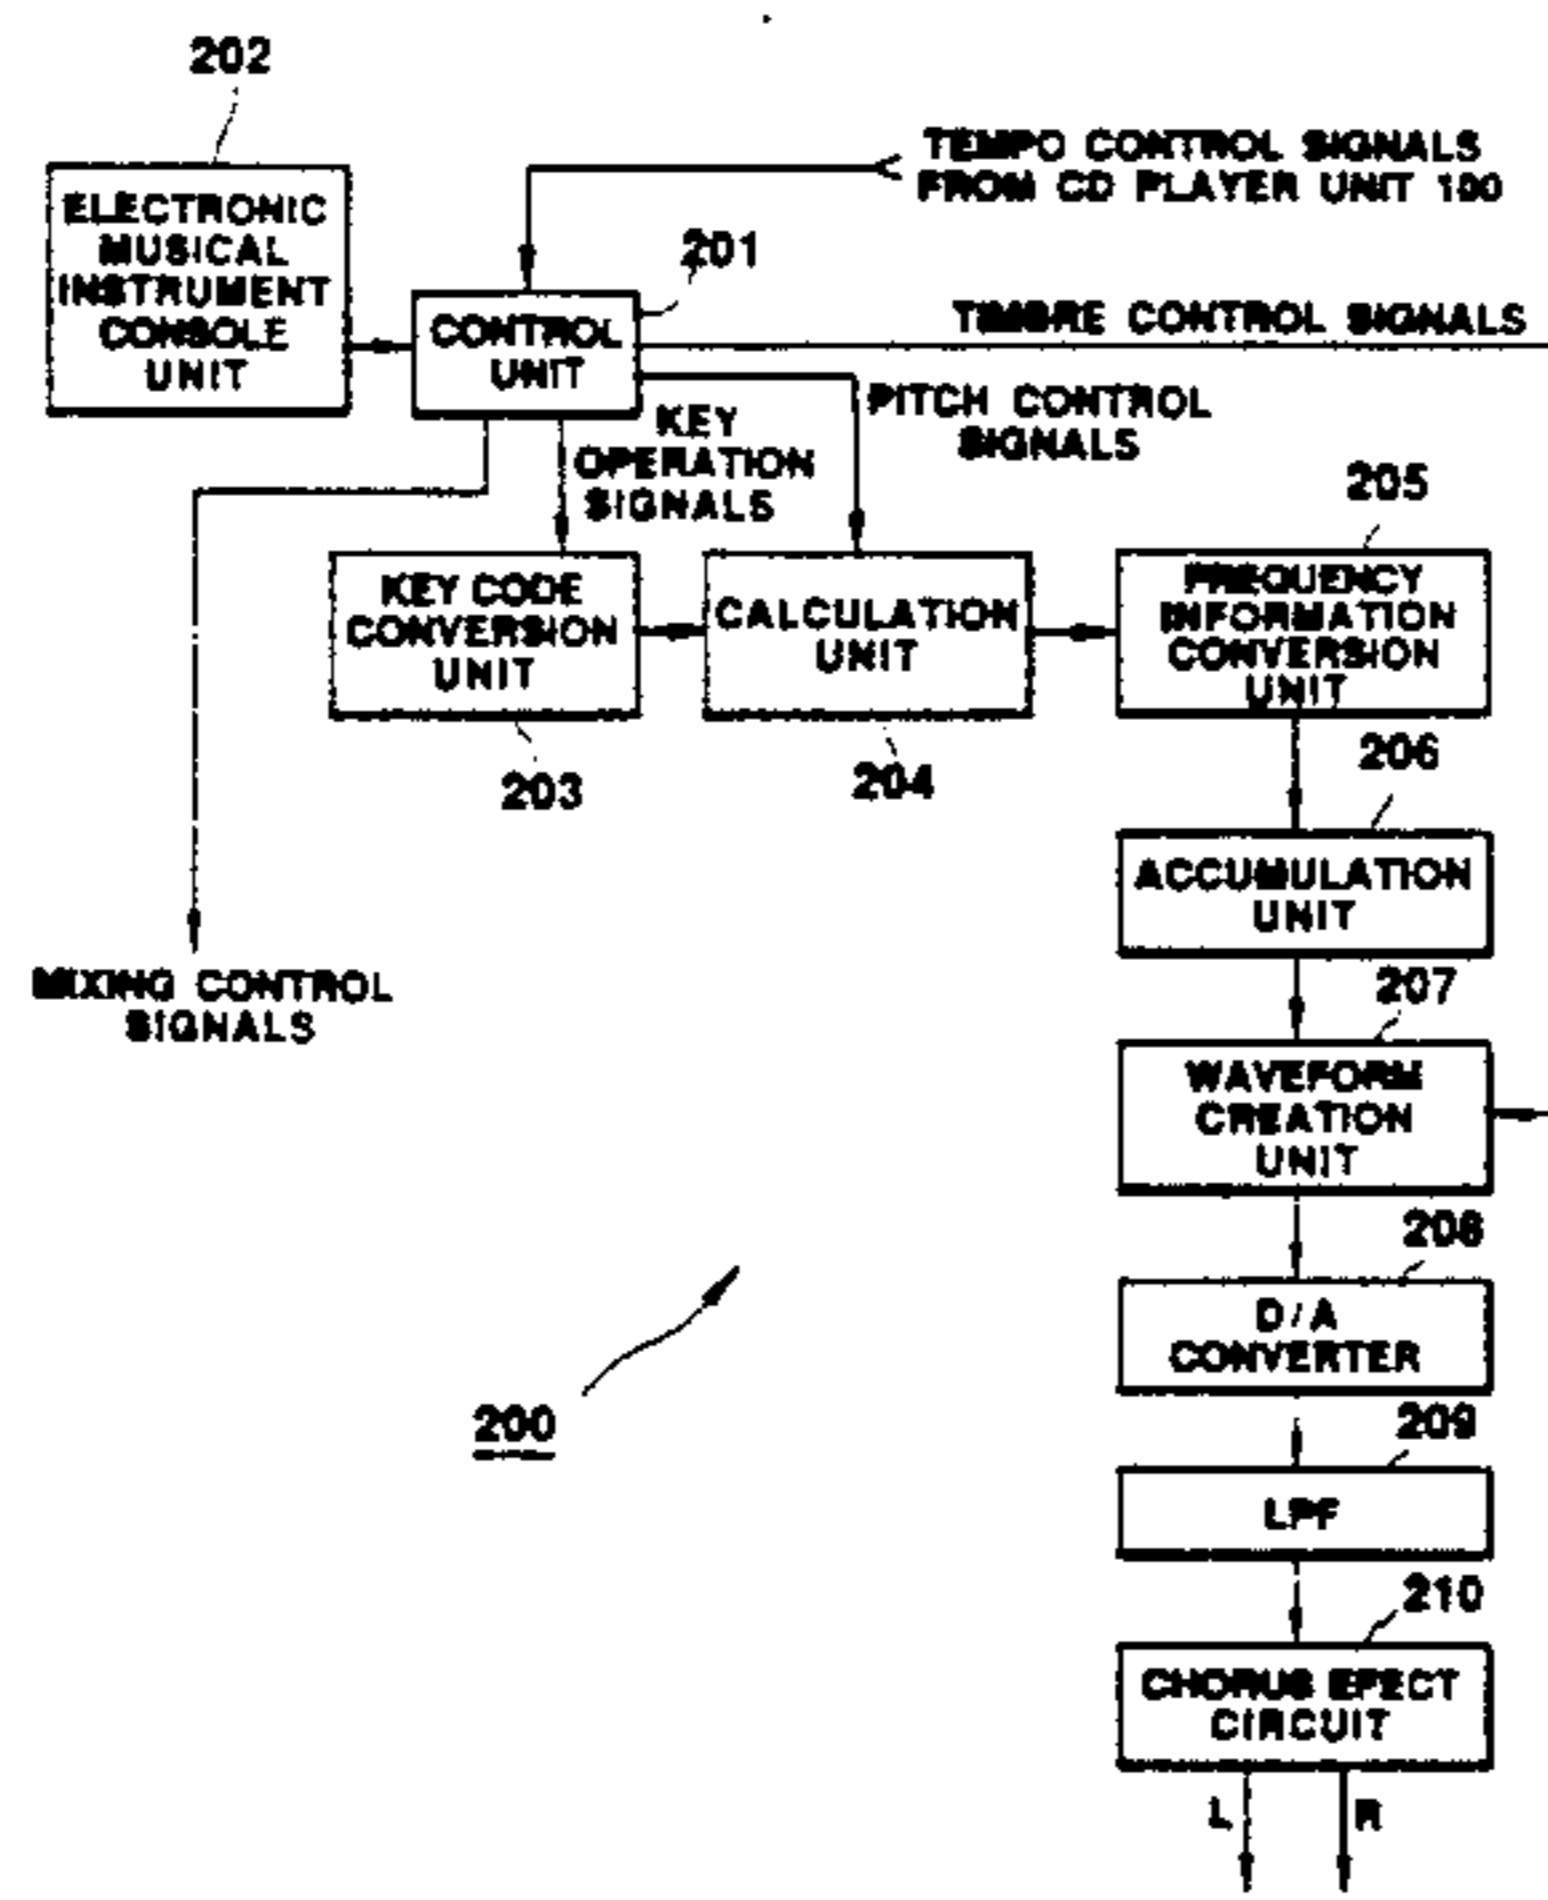 202
TEMPO CONTROL SIGNALS
FROM CD PLAYER UNIT 100
ELECTRONIC
MUSICAL
INSTRUMENT
CONSOLE
UNIT
201
CONTROL
UNIT
TIMBRE CONTROL SIGNALS
PITCH CONTROL
SIGNALS
KEY
OPERATION
SIGNALS
205
KEY CODE
CONVERSION
UNIT
CALCULATION
UNIT
FREQUENCY
INFORMATION
CONVERSION
UNIT
203
204
206
ACCUMULATION
UNIT
MIXING CONTROL
SIGNALS
207
WAVEFORM
CREATION
UNIT
208
D/A
CONVERTER
200
209
LPF
210
CHORUS EFECT
CIRCUIT
L
R